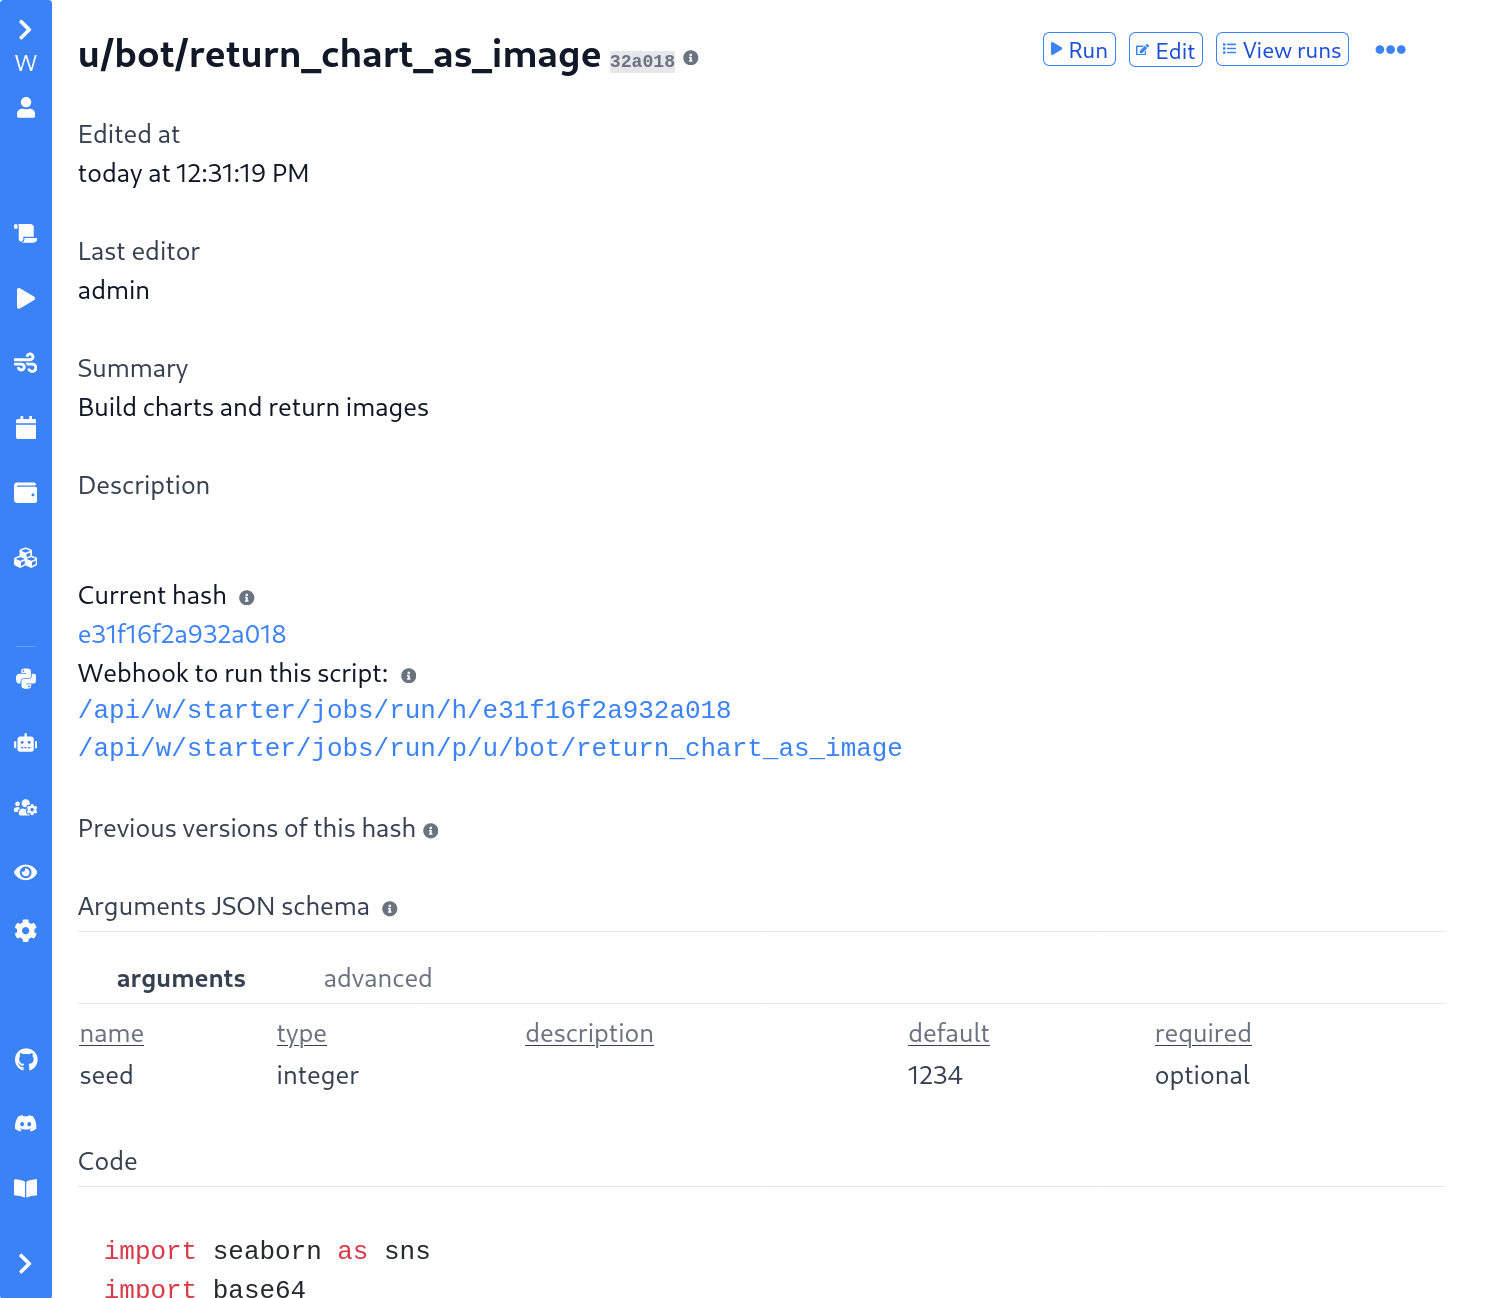 u/bot/return_chart_as_image 32a018
Run
Edit
View runs
W
Edited at
today at 12:31:19 PM
Last editor
admin
Summary
Build charts and return images
Description
Current hash
e31f16f2a932a018
Webhook to run this script:
/api/w/starter/jobs/run/h/e31f16f2a932a018
/api/w/starter/jobs/run/p/u/bot/return_chart_as_image
Previous versions of this hash
Arguments JSON schema
arguments advanced
name type description default required
seed integer 1234 optional
Code
import seaborn as sns
import base64